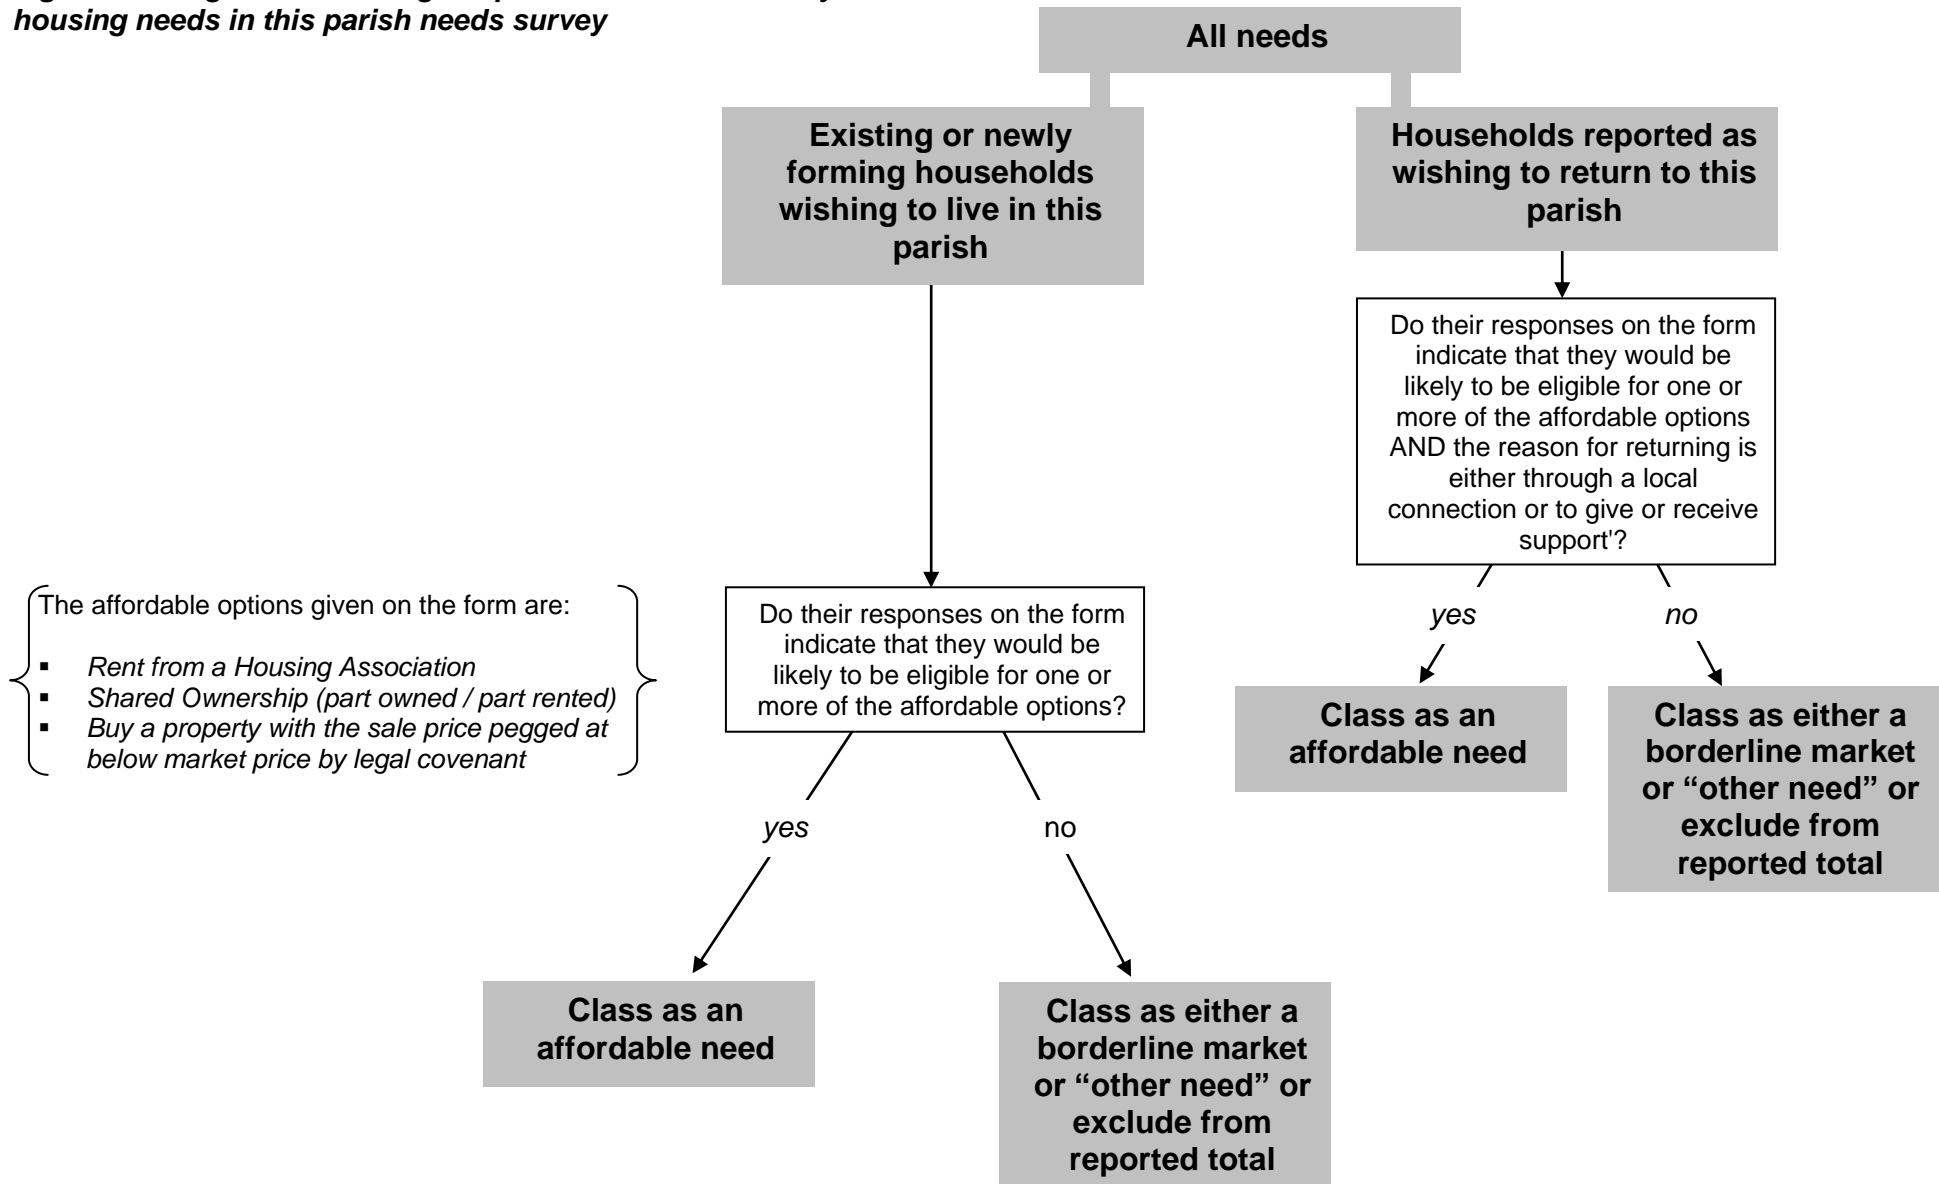 housing needs in this parish needs survey
All needs
Existing or newly
forming households
wishing to live in this
parish
Households reported as
wishing to return to this
parish
Do their responses on the form
indicate that they would be
likely to be eligible for one or
more of the affordable options
AND the reason for returning is
either through a local
connection or to give or receive
support'?
yes
no
Class as an
affordable need
Class as either a
borderline market
or “other need” or
exclude from
reported total
The affordable options given on the form are:
▪ Rent from a Housing Association
▪ Shared Ownership (part owned / part rented)
▪ Buy a property with the sale price pegged at
below market price by legal covenant
Do their responses on the form
indicate that they would be
likely to be eligible for one or
more of the affordable options?
yes
no
Class as an
affordable need
Class as either a
borderline market
or “other need” or
exclude from
reported total